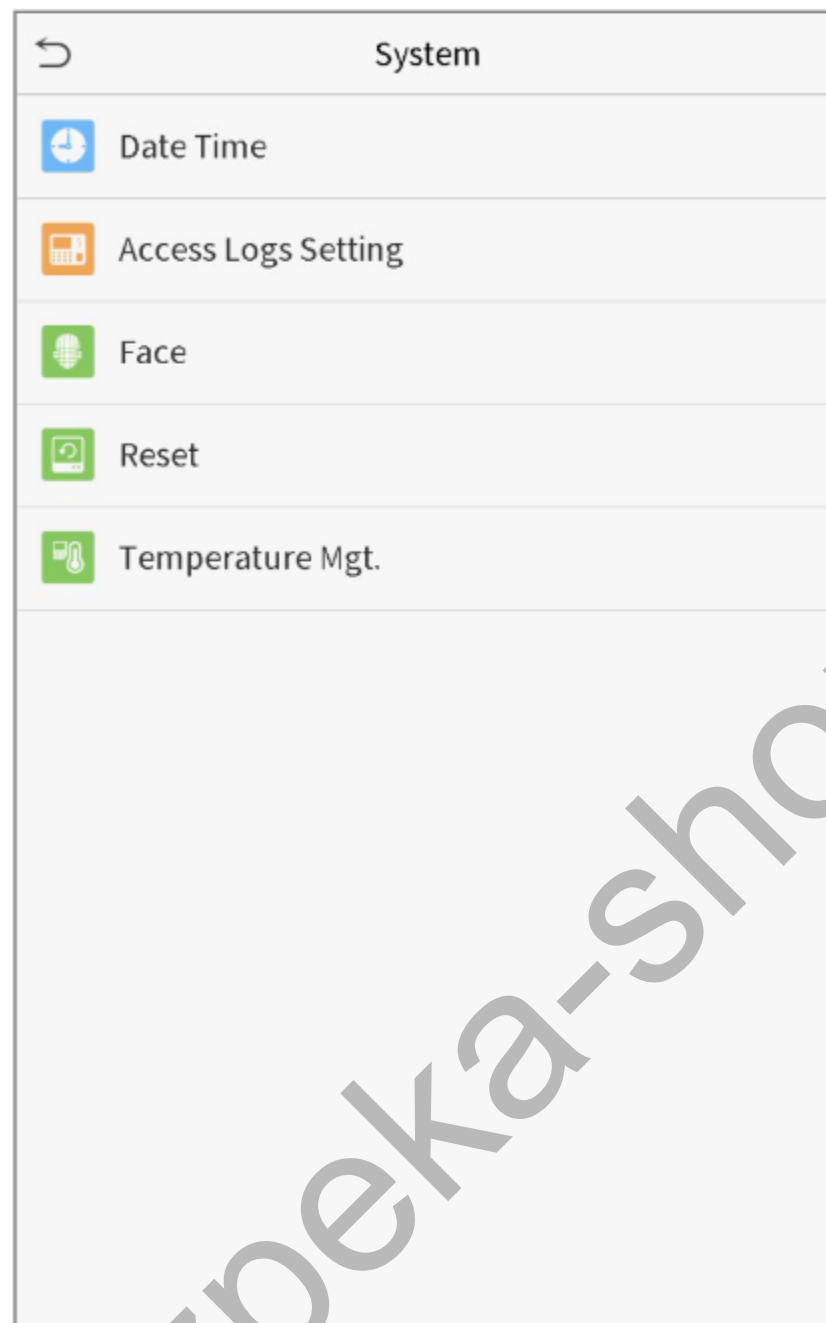 System
Date Time
Access Logs Setting
Face
Reset
Temperature Mgt.